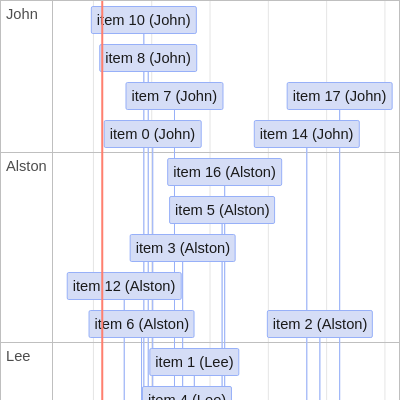 John
item 10 (John)
item 8 (John)
item 7 (John)
item 17 (John)
item 0 (John)
item 14 (John)
Alston
item 16 (Alston)
item 5 (Alston)
item 3 (Alston)
item 12 (Alston)
item 6 (Alston)
item 2 (Alston)
Lee
item 1 (Lee)
item 4 (Lee)